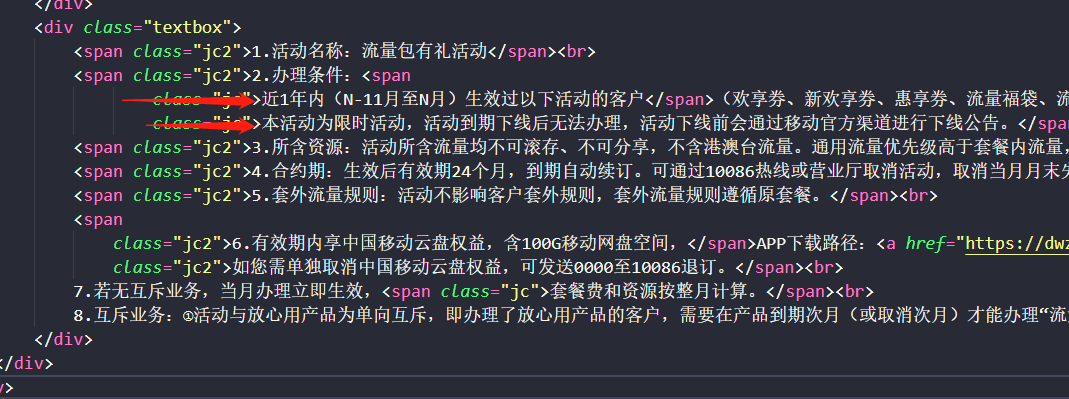 </div>
<div class="textbox">
<span class="jc2">1.活动名称：流量包有礼活动</span><br>
<span class="jc2">2.办理条件：<span
class="jc">近1年内（N-11月至N月）生效过以下活动的客户</span>（欢享券、新欢享券、惠享券、流量福袋、流
class="jc">本活动为限时活动，活动到期下线后无法办理，活动下线前会通过移动官方渠道进行下线公告。</spa
<span class="jc2">3.所含资源：活动所含流量均不可滚存、不可分享，不含港澳台流量。通用流量优先级高于套餐内流量，
<span class="jc2">4.合约期：生效后有效期24个月，到期自动续订。可通过10086热线或营业厅取消活动，取消当月月末失
<span class="jc2">5.套外流量规则：活动不影响客户套外规则，套外流量规则遵循原套餐。</span><br>
<span
class="jc2">6.有效期内享中国移动云盘权益，含100G移动网盘空间，</span>APP下载路径：<a href="https://dwz
class="jc2">如您需单独取消中国移动云盘权益，可发送0000至10086退订。</span><br>
7.若无互斥业务，当月办理立即生效，<span class="jc">套餐费和资源按整月计算。</span><br>
8.互斥业务：①活动与放心用产品为单向互斥，即办理了放心用产品的客户，需要在产品到期次月（或取消次月）才能办理“流
</div>
</div>
v>